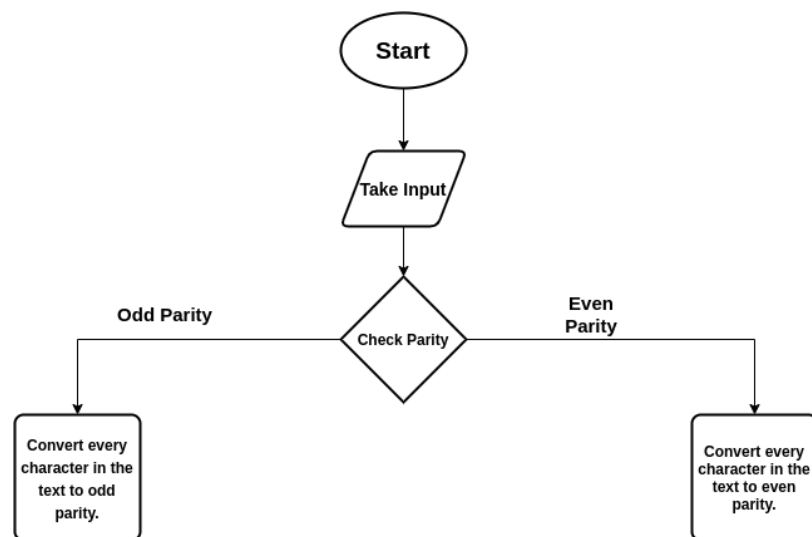 Start
Take Input
Odd Parity
Even
Parity
Check Parity
Convert every
character in the
text to odd
parity.
Convert every
character in the
text to even
parity.